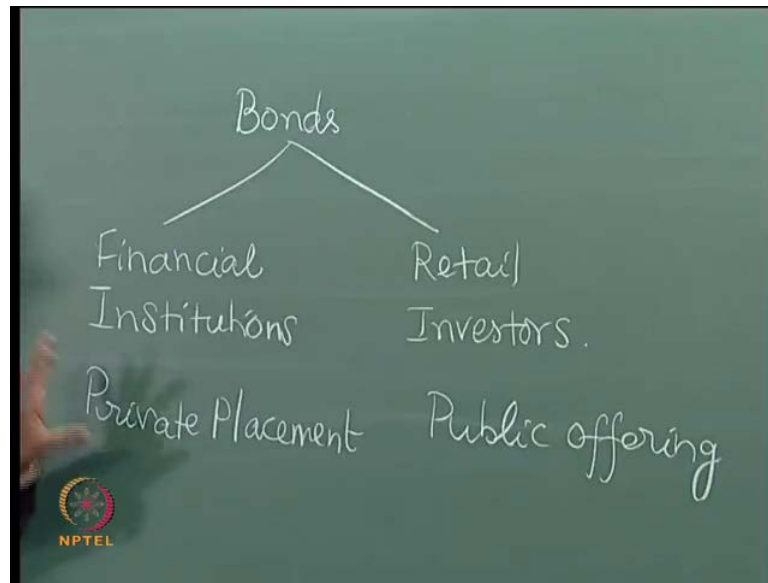 Bonds
Financial
Institutions
Private Placement
Retail
Investors.
Public offering
NPTEL